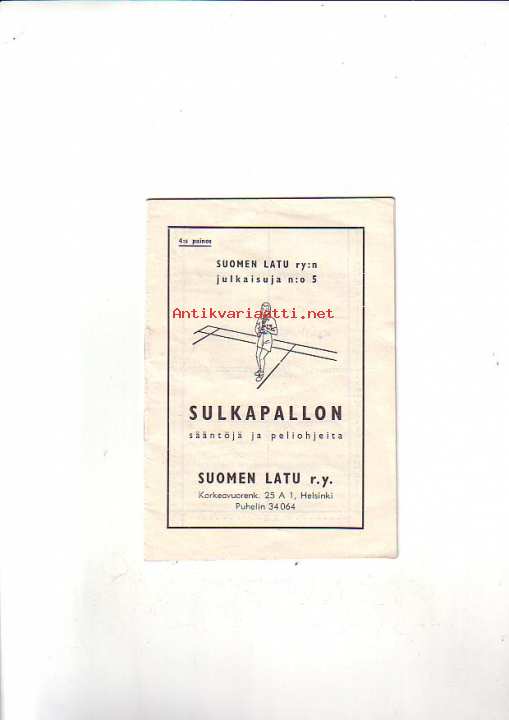 4:s painos
SUOMEN LATU ry:n
julkaisuja n:o 5
Antikvariaatti.net
SULKAPALLON
sääntöjä ja peliohjeita
SUOMEN LATU r.y.
Korkeavuorenk. 25 A 1, Helsinki
Puhelin 34 064